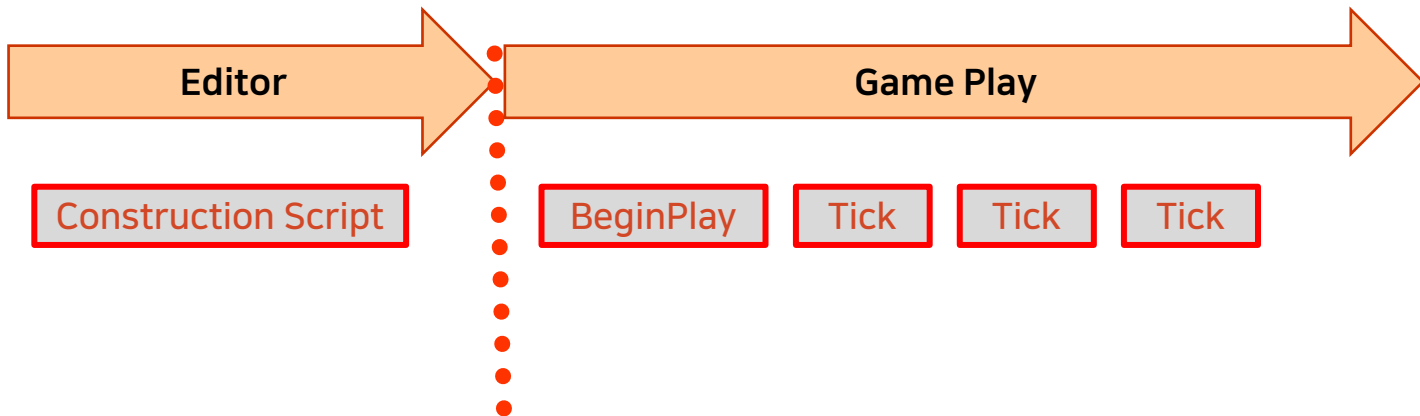 Editor
Game Play
Construction Script
BeginPlay
Tick
Tick
Tick